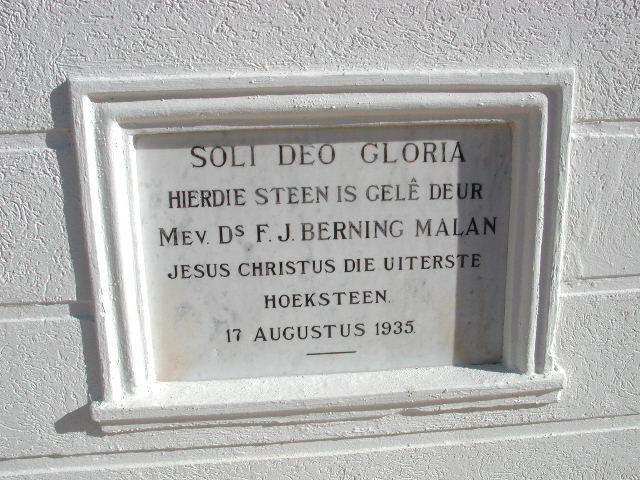 SOLI DEO GLORIA
HIERDIE STEEN IS GELÊ DEUR
MEV. DS F. J. BERNING MALAN
JESUS CHRISTUS DIE UITERSTE
HOEKSTEEN.
17 AUGUSTUS 1935.